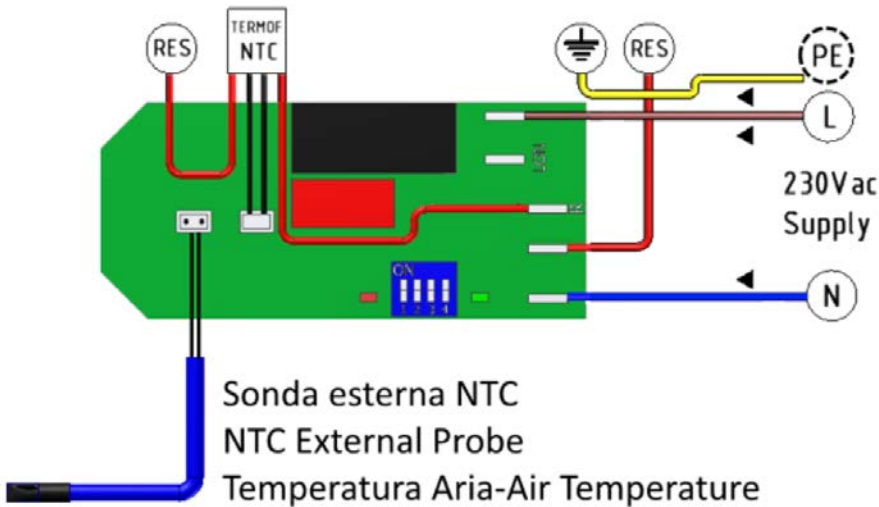 RES
TERMOF
NTC
RES
PE
L
230Vac
Supply
ON
1 2 3 4
N
Sonda esterna NTC
NTC External Probe
Temperatura Aria-Air Temperature